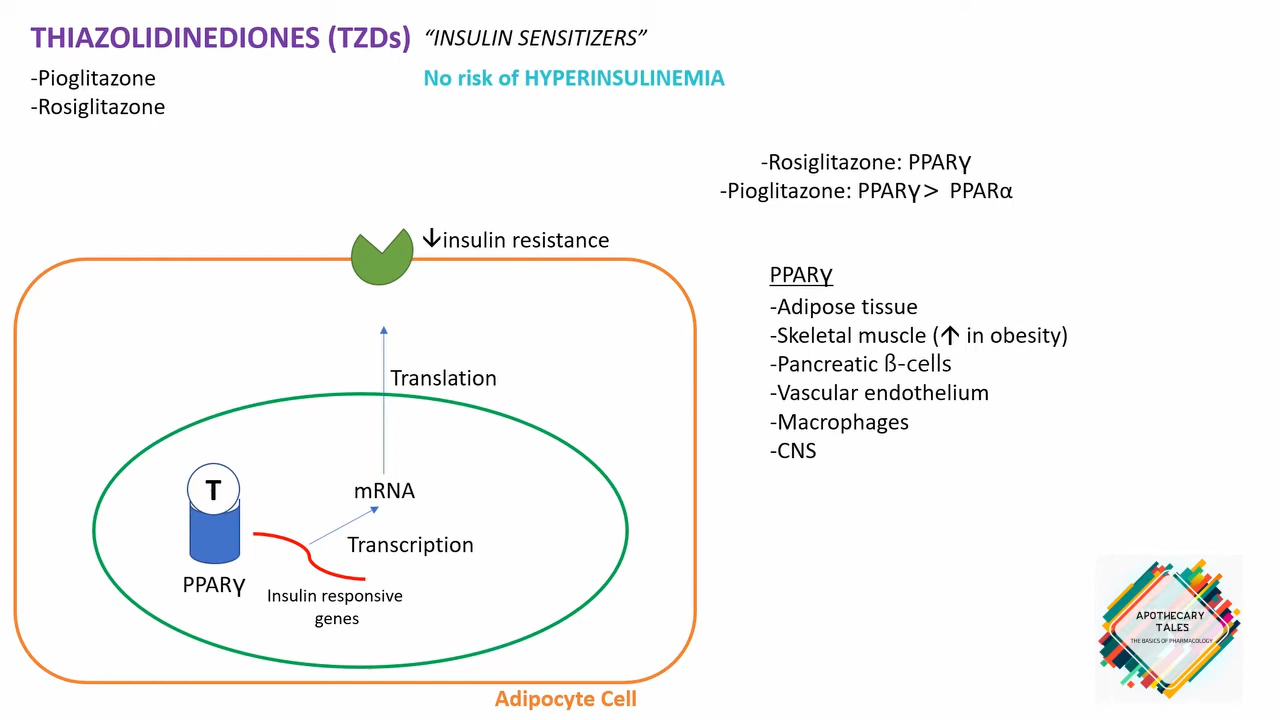 THIAZOLIDINEDIONES (TZDs) “INSULIN SENSITIZERS”
-Pioglitazone
No risk of HYPERINSULINEMIA
-Rosiglitazone
-Rosiglitazone: PPARγ
-Pioglitazone: PPARγ > PPARα
↓insulin resistance
PPARγ
-Adipose tissue
-Skeletal muscle (↑ in obesity)
-Pancreatic ß-cells
-Vascular endothelium
-Macrophages
-CNS
Translation
T
mRNA
Transcription
PPARγ
Insulin responsive
genes
Adipocyte Cell
APOTHECARY
TALES
THE BASICS OF PHARMACOLOGY